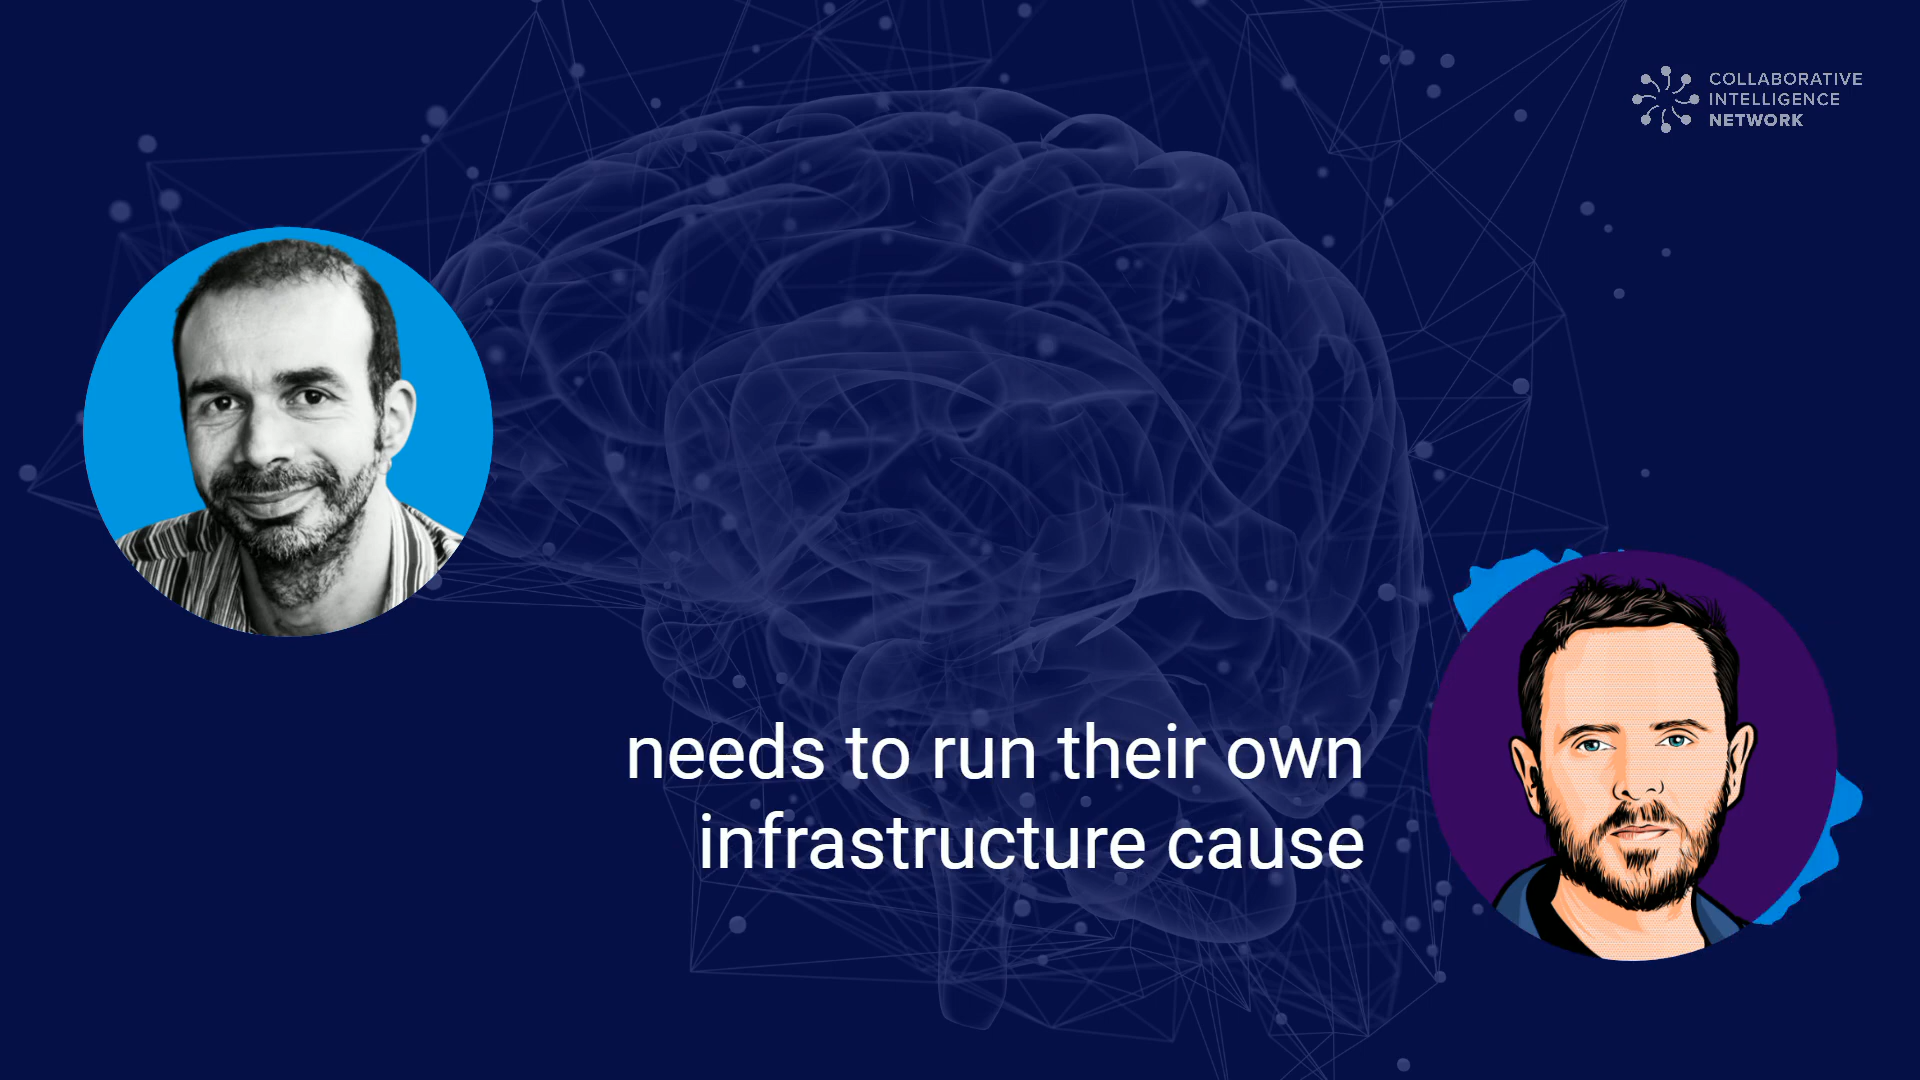 COLLABORATIVE
INTELLIGENCE
NETWORK
needs to run their own
infrastructure cause